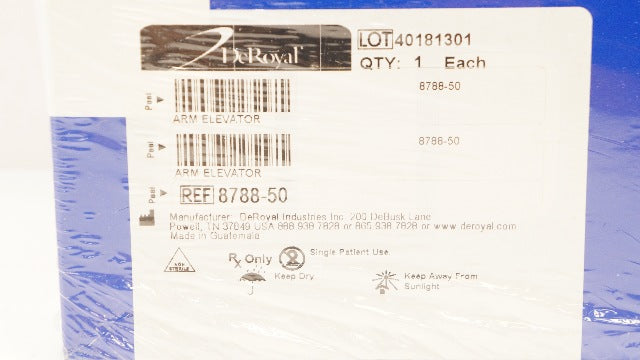 DeRoyal
LOT 40181301
QTY: 1 Each
Peel
ARM ELEVATOR
8788-50
Peel
ARM ELEVATOR
8788-50
Peel
REF 8788-50
Manufacturer: DeRoyal Industries Inc. 200 DeBusk Lane
Powell, TN 37849 USA 888 938 7828 or 865 938 7828 or www.deroyal.com
Made in Guatemala
NON STERILE
Rx Only
Single Patient Use.
Keep Dry
Keep Away From
Sunlight